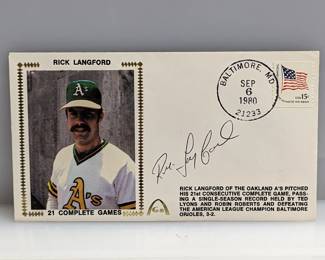 RICK LANGFORD
A's
A's
21 COMPLETE GAMES
BALTIMORE, MD.
SEP
6
1980
21233
USA 15c
Rick Langford
RICK LANGFORD OF THE OAKLAND A'S PITCHED
HIS 21st CONSECUTIVE COMPLETE GAME, PASS-
ING A SINGLE-SEASON RECORD HELD BY TED
LYONS AND ROBIN ROBERTS AND DEFEATING
THE AMERICAN LEAGUE CHAMPION BALTIMORE
ORIOLES, 3-2.